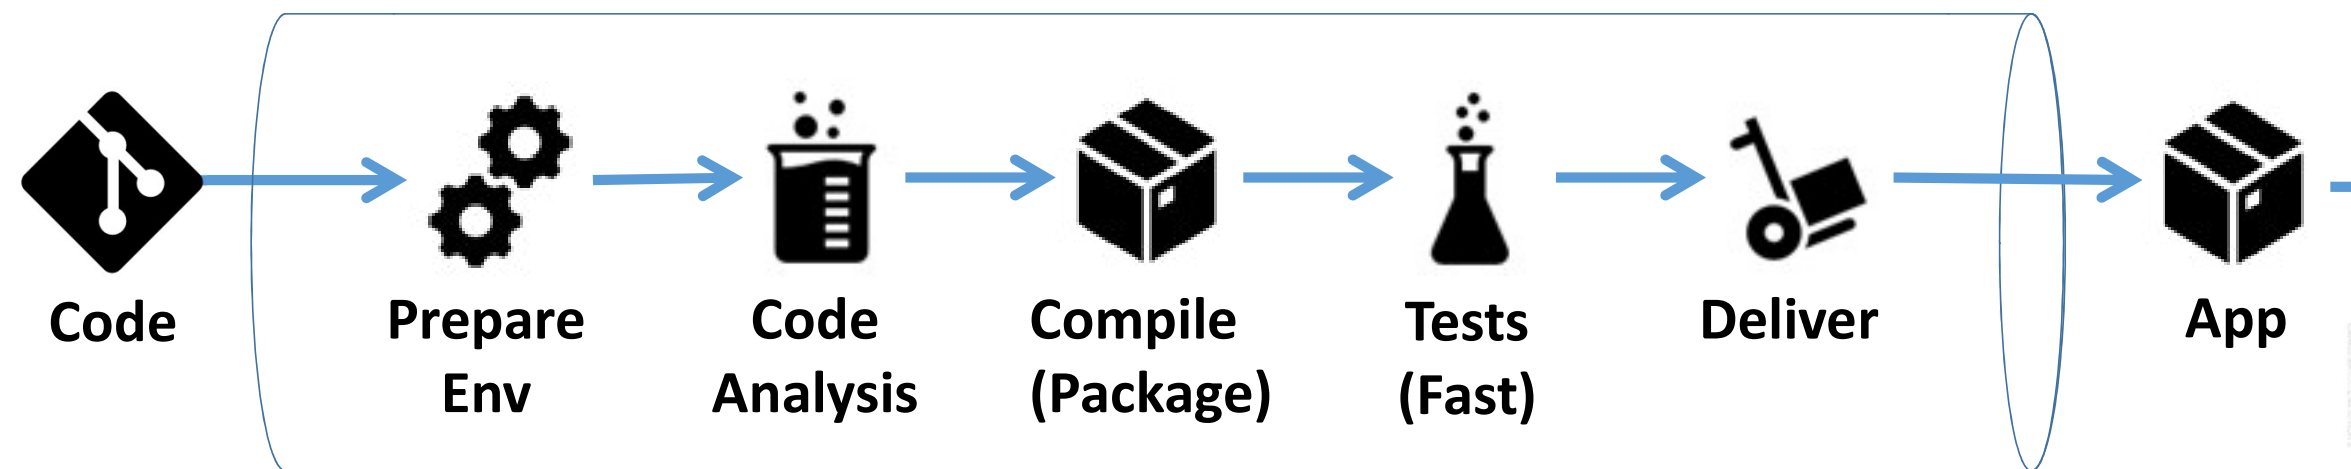 Code
Prepare
Env
Code
Analysis
Compile
(Package)
Tests
(Fast)
Deliver
App